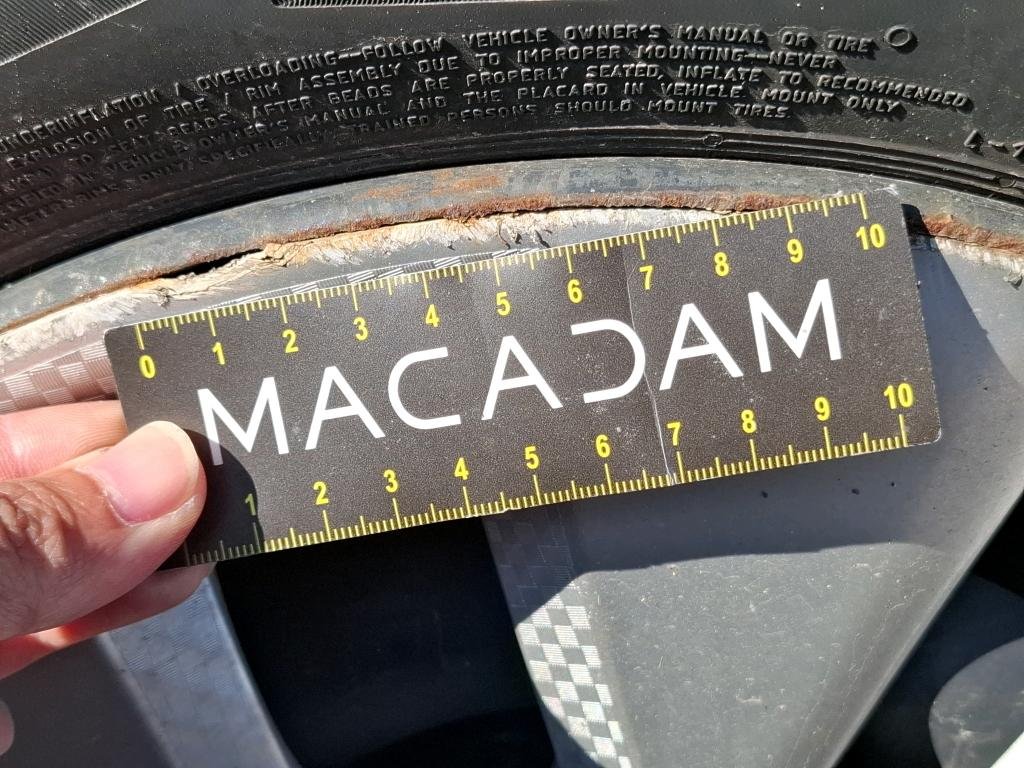 UNDERINFLATION / OVERLOADING—FOLLOW VEHICLE OWNER'S MANUAL OR TIRE
EXPLOSION OF TIRE / RIM ASSEMBLY DUE TO IMPROPER MOUNTING—NEVER
TO SEAT BEADS AFTER BEADS ARE PROPERLY SEATED, INFLATE TO RECOMMENDED
IN VEHICLE OWNER'S MANUAL AND THE PLACARD IN VEHICLE MOUNT ONLY
ONLY SPECIFICALLY TRAINED PERSONS SHOULD MOUNT TIRES
0 1 2 3 4 5 6 7 8 9 10
MACADAM
1 2 3 4 5 6 7 8 9 10